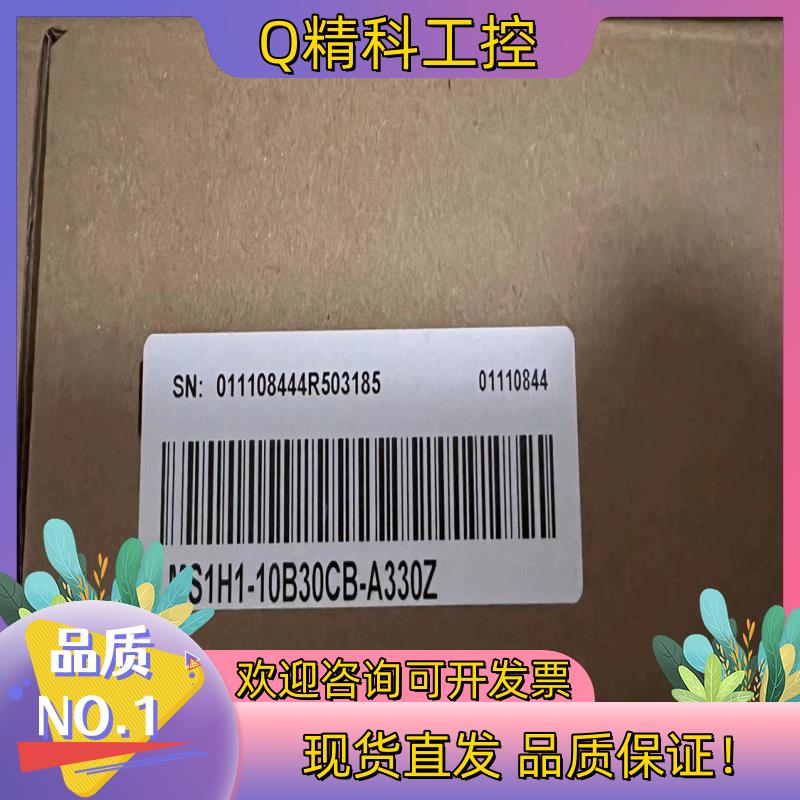 Q精科工控
SN: 011108444R503185 01110844
MS1H1-10B30CB-A330Z
品质
NO.1
欢迎咨询可开发票
现货直发 品质保证！